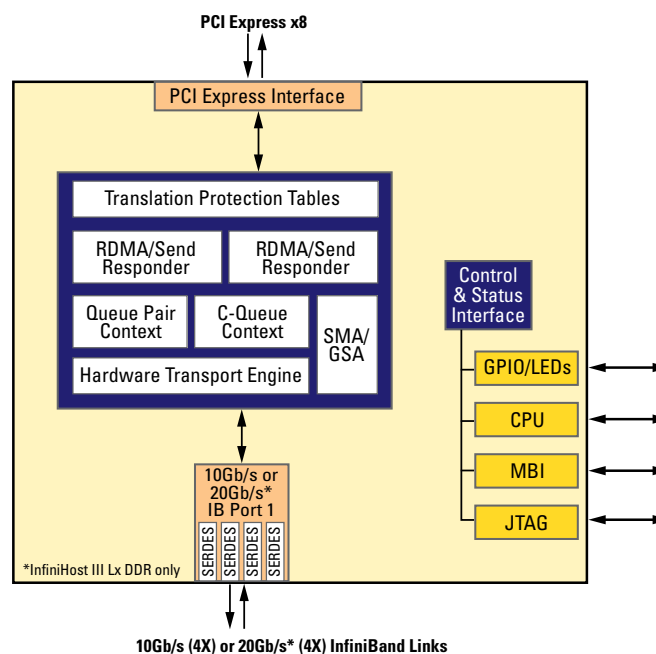 PCI Express x8
PCI Express Interface
Translation Protection Tables
RDMA/Send
Responder
RDMA/Send
Responder
Queue Pair
Context
C-Queue
Context
SMA/
GSA
Hardware Transport Engine
Control
& Status
Interface
GPIO/LEDs
CPU
MBI
JTAG
10Gb/s or
20Gb/s*
IB Port 1
SERDES
SERDES
SERDES
SERDES
*InfiniHost III Lx DDR only
10Gb/s (4X) or 20Gb/s* (4X) InfiniBand Links